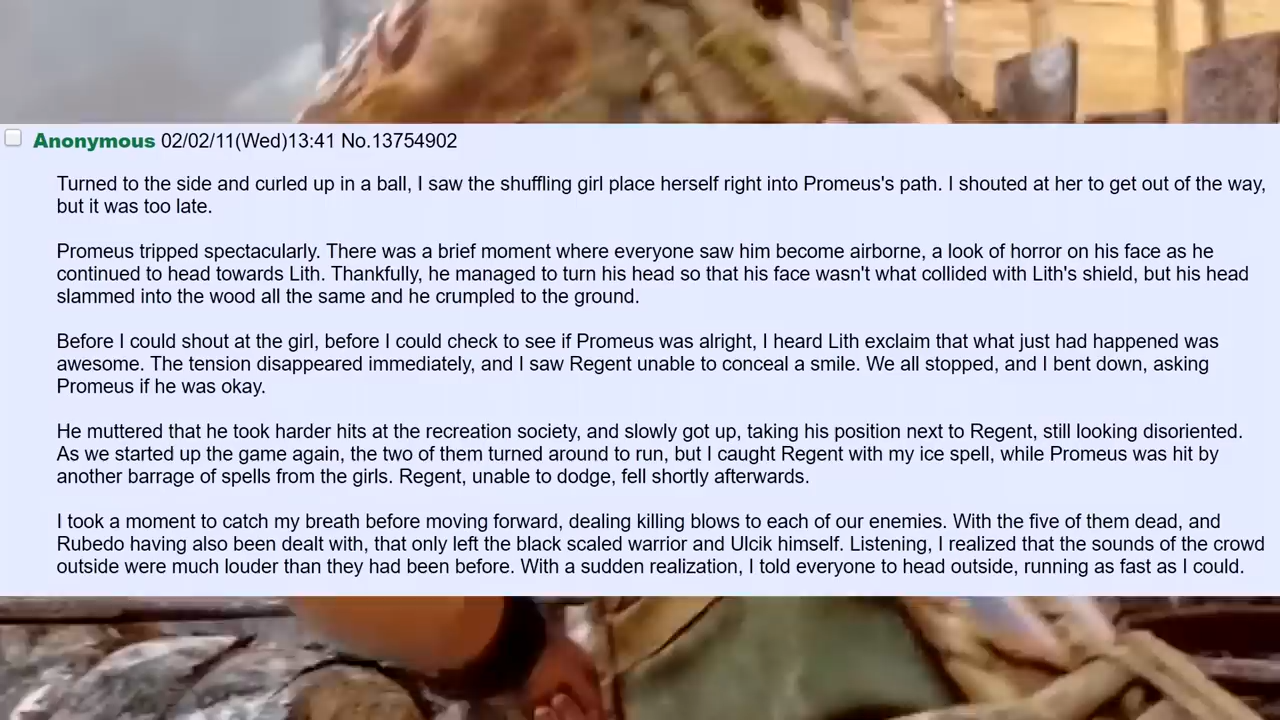 Anonymous 02/02/11(Wed)13:41 No.13754902
Turned to the side and curled up in a ball, I saw the shuffling girl place herself right into Promeus's path. I shouted at her to get out of the way,
but it was too late.
Promeus tripped spectacularly. There was a brief moment where everyone saw him become airborne, a look of horror on his face as he
continued to head towards Lith. Thankfully, he managed to turn his head so that his face wasn't what collided with Lith's shield, but his head
slammed into the wood all the same and he crumpled to the ground.
Before I could shout at the girl, before I could check to see if Promeus was alright, I heard Lith exclaim that what just had happened was
awesome. The tension disappeared immediately, and I saw Regent unable to conceal a smile. We all stopped, and I bent down, asking
Promeus if he was okay.
He muttered that he took harder hits at the recreation society, and slowly got up, taking his position next to Regent, still looking disoriented.
As we started up the game again, the two of them turned around to run, but I caught Regent with my ice spell, while Promeus was hit by
another barrage of spells from the girls. Regent, unable to dodge, fell shortly afterwards.
I took a moment to catch my breath before moving forward, dealing killing blows to each of our enemies. With the five of them dead, and
Rubedo having also been dealt with, that only left the black scaled warrior and Ulcik himself. Listening, I realized that the sounds of the crowd
outside were much louder than they had been before. With a sudden realization, I told everyone to head outside, running as fast as I could.